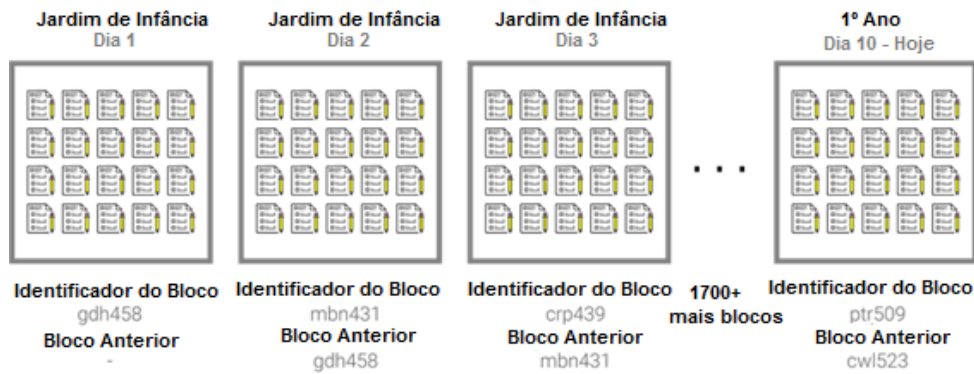 Jardim de Infância
Dia 1
Jardim de Infância
Dia 2
Jardim de Infância
Dia 3
1º Ano
Dia 10 - Hoje
. . .
Identificador do Bloco
gdh458
Bloco Anterior
-
Identificador do Bloco
mbn431
Bloco Anterior
gdh458
Identificador do Bloco
crp439
Bloco Anterior
mbn431
1700+
mais blocos
Identificador do Bloco
ptr509
Bloco Anterior
cwl523